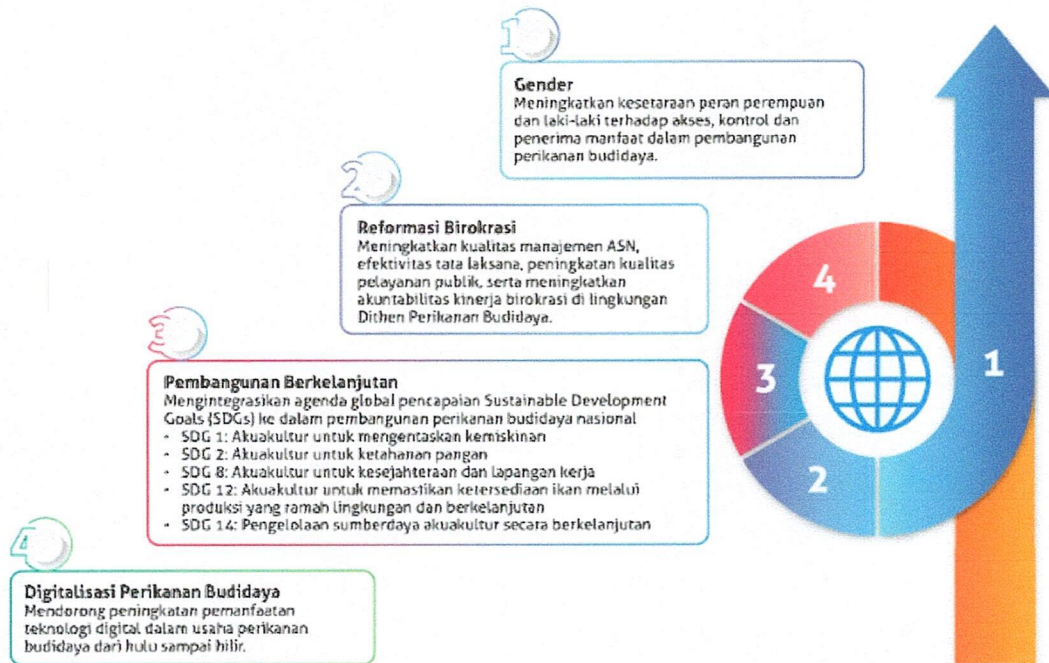 1
Gender
Meningkatkan kesetaraan peran perempuan
dan laki-laki terhadap akses, kontrol dan
penerima manfaat dalam pembangunan
perikanan budidaya.
2
Reformasi Birokrasi
Meningkatkan kualitas manajemen ASN,
efektivitas tata laksana, peningkatan kualitas
pelayanan publik, serta meningkatkan
akuntabilitas kinerja birokrasi di lingkungan
Dithen Perikanan Budidaya.
3
Pembangunan Berkelanjutan
Mengintegrasikan agenda global pencapaian Sustainable Development
Goals (SDGs) ke dalam pembangunan perikanan budidaya nasional
- SDG 1: Akuakultur untuk mengentaskan kemiskinan
- SDG 2: Akuakultur untuk ketahanan pangan
- SDG 8: Akuakultur untuk kesejahteraan dan lapangan kerja
- SDG 12: Akuakultur untuk memastikan ketersediaan ikan melalui
produksi yang ramah lingkungan dan berkelanjutan
- SDG 14: Pengelolaan sumberdaya akuakultur secara berkelanjutan
4
Digitalisasi Perikanan Budidaya
Mendorong peningkatan pemanfaatan
teknologi digital dalam usaha perikanan
budidaya dari hulu sampai hilir.
4
3
1
2